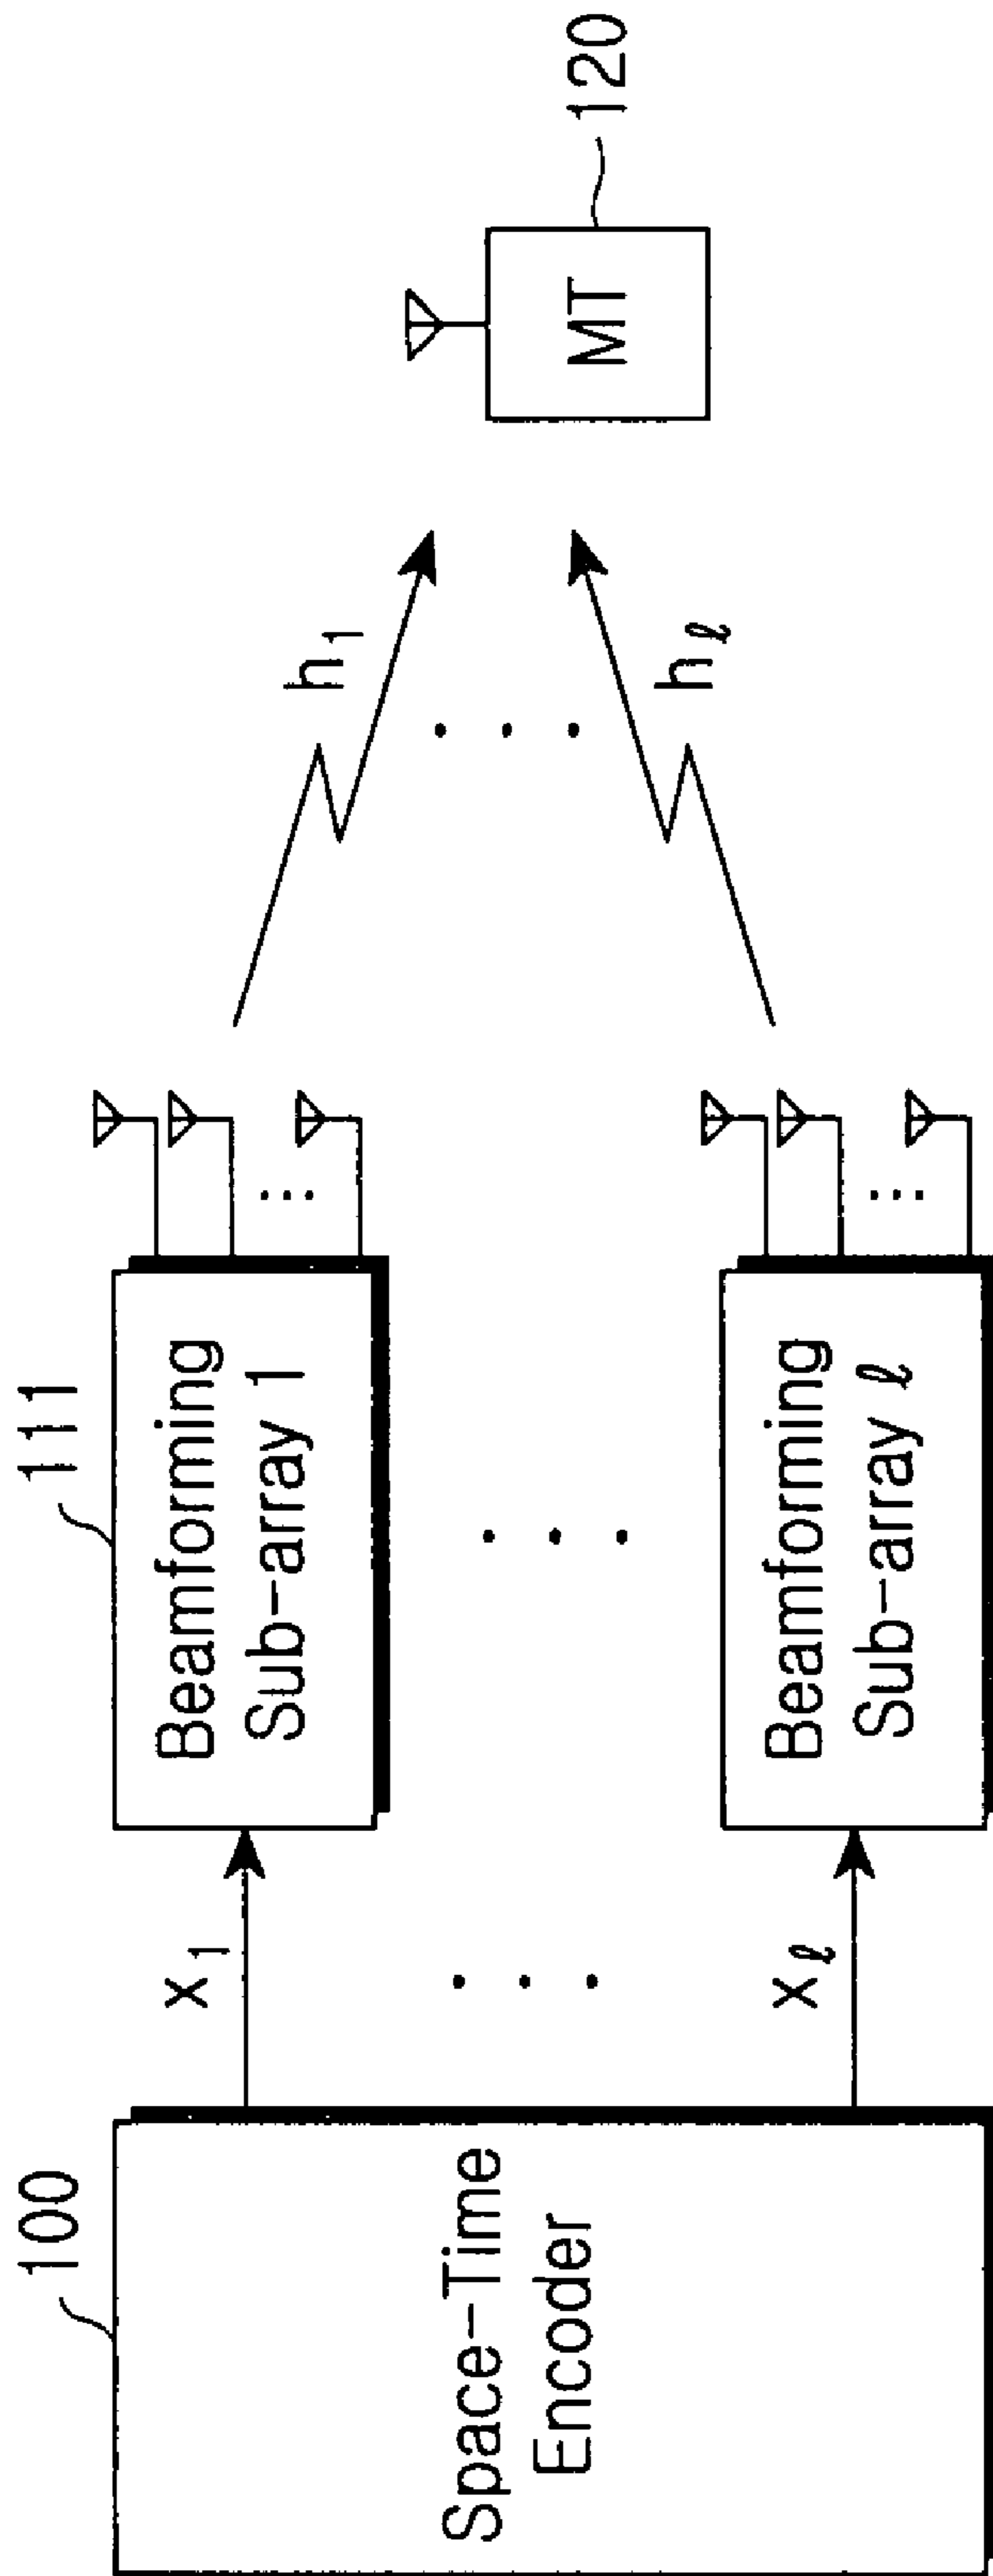 100
Space-Time
Encoder
x1
xℓ
111
Beamforming
Sub-array 1
Beamforming
Sub-array ℓ
h1
hℓ
MT
120